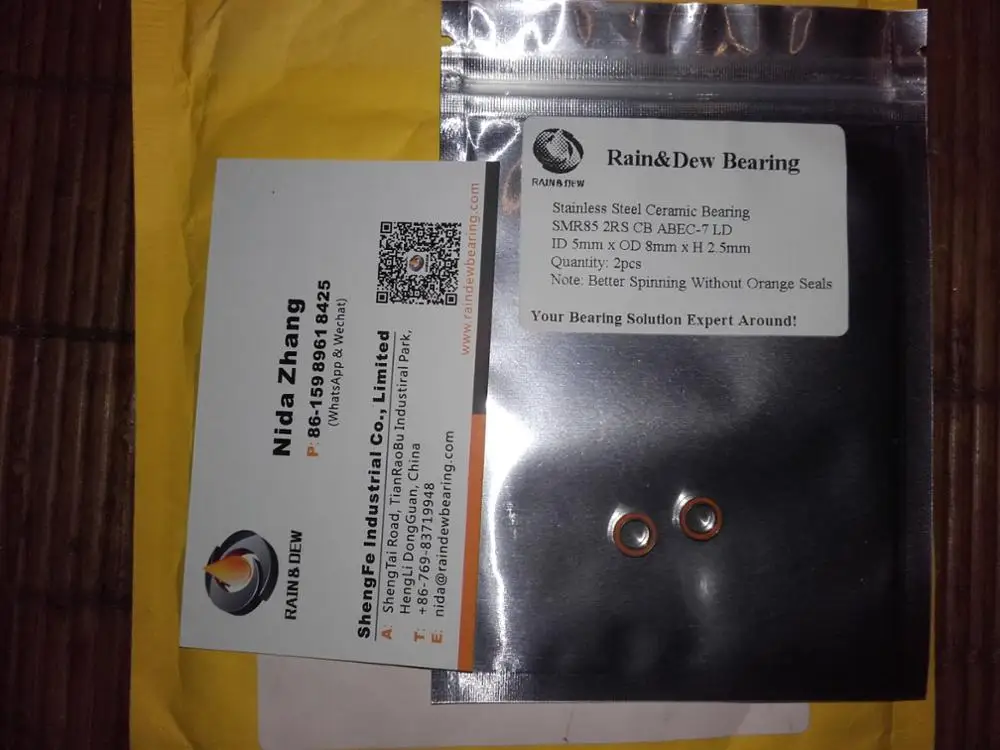 RAIN & DEW
Rain&Dew Bearing
Stainless Steel Ceramic Bearing
SMR85 2RS CB ABEC-7 LD
ID 5mm x OD 8mm x H 2.5mm
Quantity: 2pcs
Note: Better Spinning Without Orange Seals
Your Bearing Solution Expert Around!
RAIN & DEW
Nida Zhang
P: 86-159 8961 8425
(WhatsApp & Wechat)
ShengFe Industrial Co., Limited
A: ShengTai Road, TianRaoBu Industiral Park,
HengLi DongGuan, China
T: +86-769-83719948
E: nida@raindewbearing.com
www.raindewbearing.com